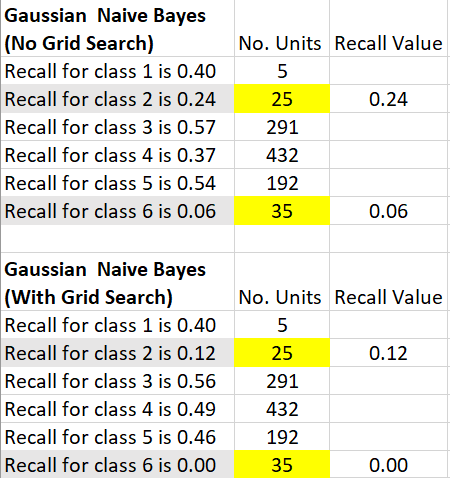 Gaussian  Naive Bayes
(No Grid Search) No. Units Recall Value
Recall for class 1 is 0.40 5
Recall for class 2 is 0.24 25 0.24
Recall for class 3 is 0.57 291
Recall for class 4 is 0.37 432
Recall for class 5 is 0.54 192
Recall for class 6 is 0.06 35 0.06
Gaussian  Naive Bayes
(With Grid Search) No. Units Recall Value
Recall for class 1 is 0.40 5
Recall for class 2 is 0.12 25 0.12
Recall for class 3 is 0.56 291
Recall for class 4 is 0.49 432
Recall for class 5 is 0.46 192
Recall for class 6 is 0.00 35 0.00